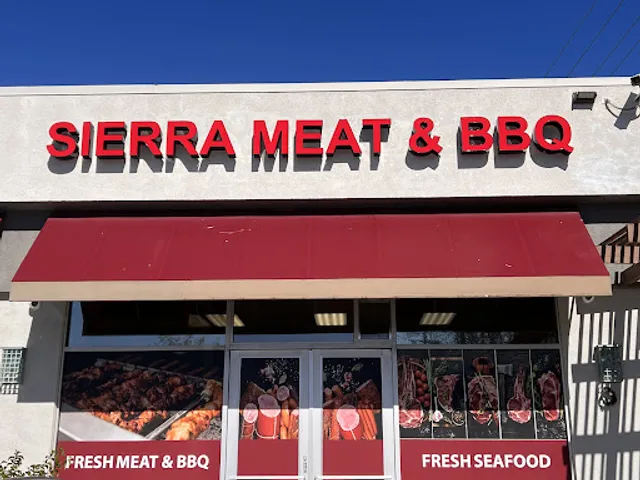 SIERRA MEAT & BBQ
FRESH MEAT & BBQ
FRESH SEAFOOD